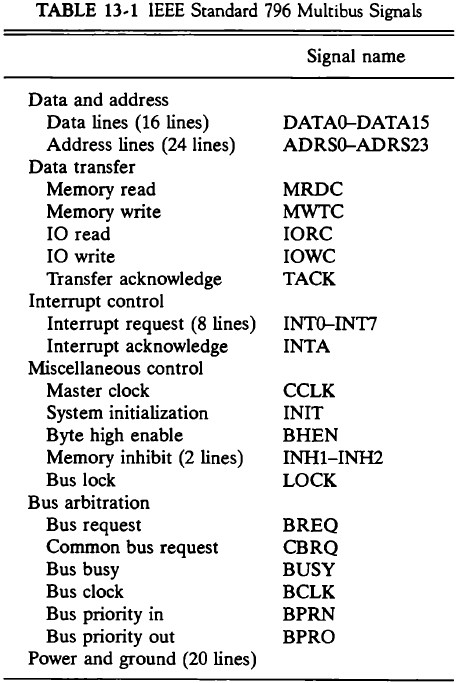 TABLE 13-1 IEEE Standard 796 Multibus Signals
Signal name
Data and address
Data lines (16 lines) DATA0–DATA15
Address lines (24 lines) ADRS0–ADRS23
Data transfer
Memory read MRDC
Memory write MWTC
IO read IORC
IO write IOWC
Transfer acknowledge TACK
Interrupt control
Interrupt request (8 lines) INT0–INT7
Interrupt acknowledge INTA
Miscellaneous control
Master clock CCLK
System initialization INIT
Byte high enable BHEN
Memory inhibit (2 lines) INH1–INH2
Bus lock LOCK
Bus arbitration
Bus request BREQ
Common bus request CBRQ
Bus busy BUSY
Bus clock BCLK
Bus priority in BPRN
Bus priority out BPRO
Power and ground (20 lines)